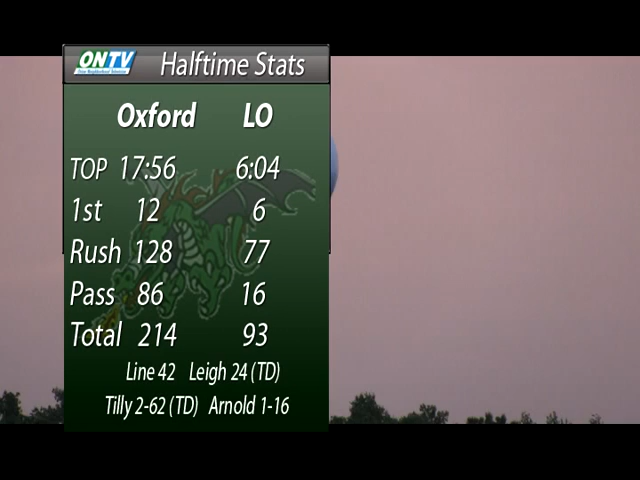 ONTV
Halftime Stats
Oxford LO
TOP 17:56 6:04
1st 12 6
Rush 128 77
Pass 86 16
Total 214 93
Line 42 Leigh 24 (TD)
Tilly 2-62 (TD) Arnold 1-16